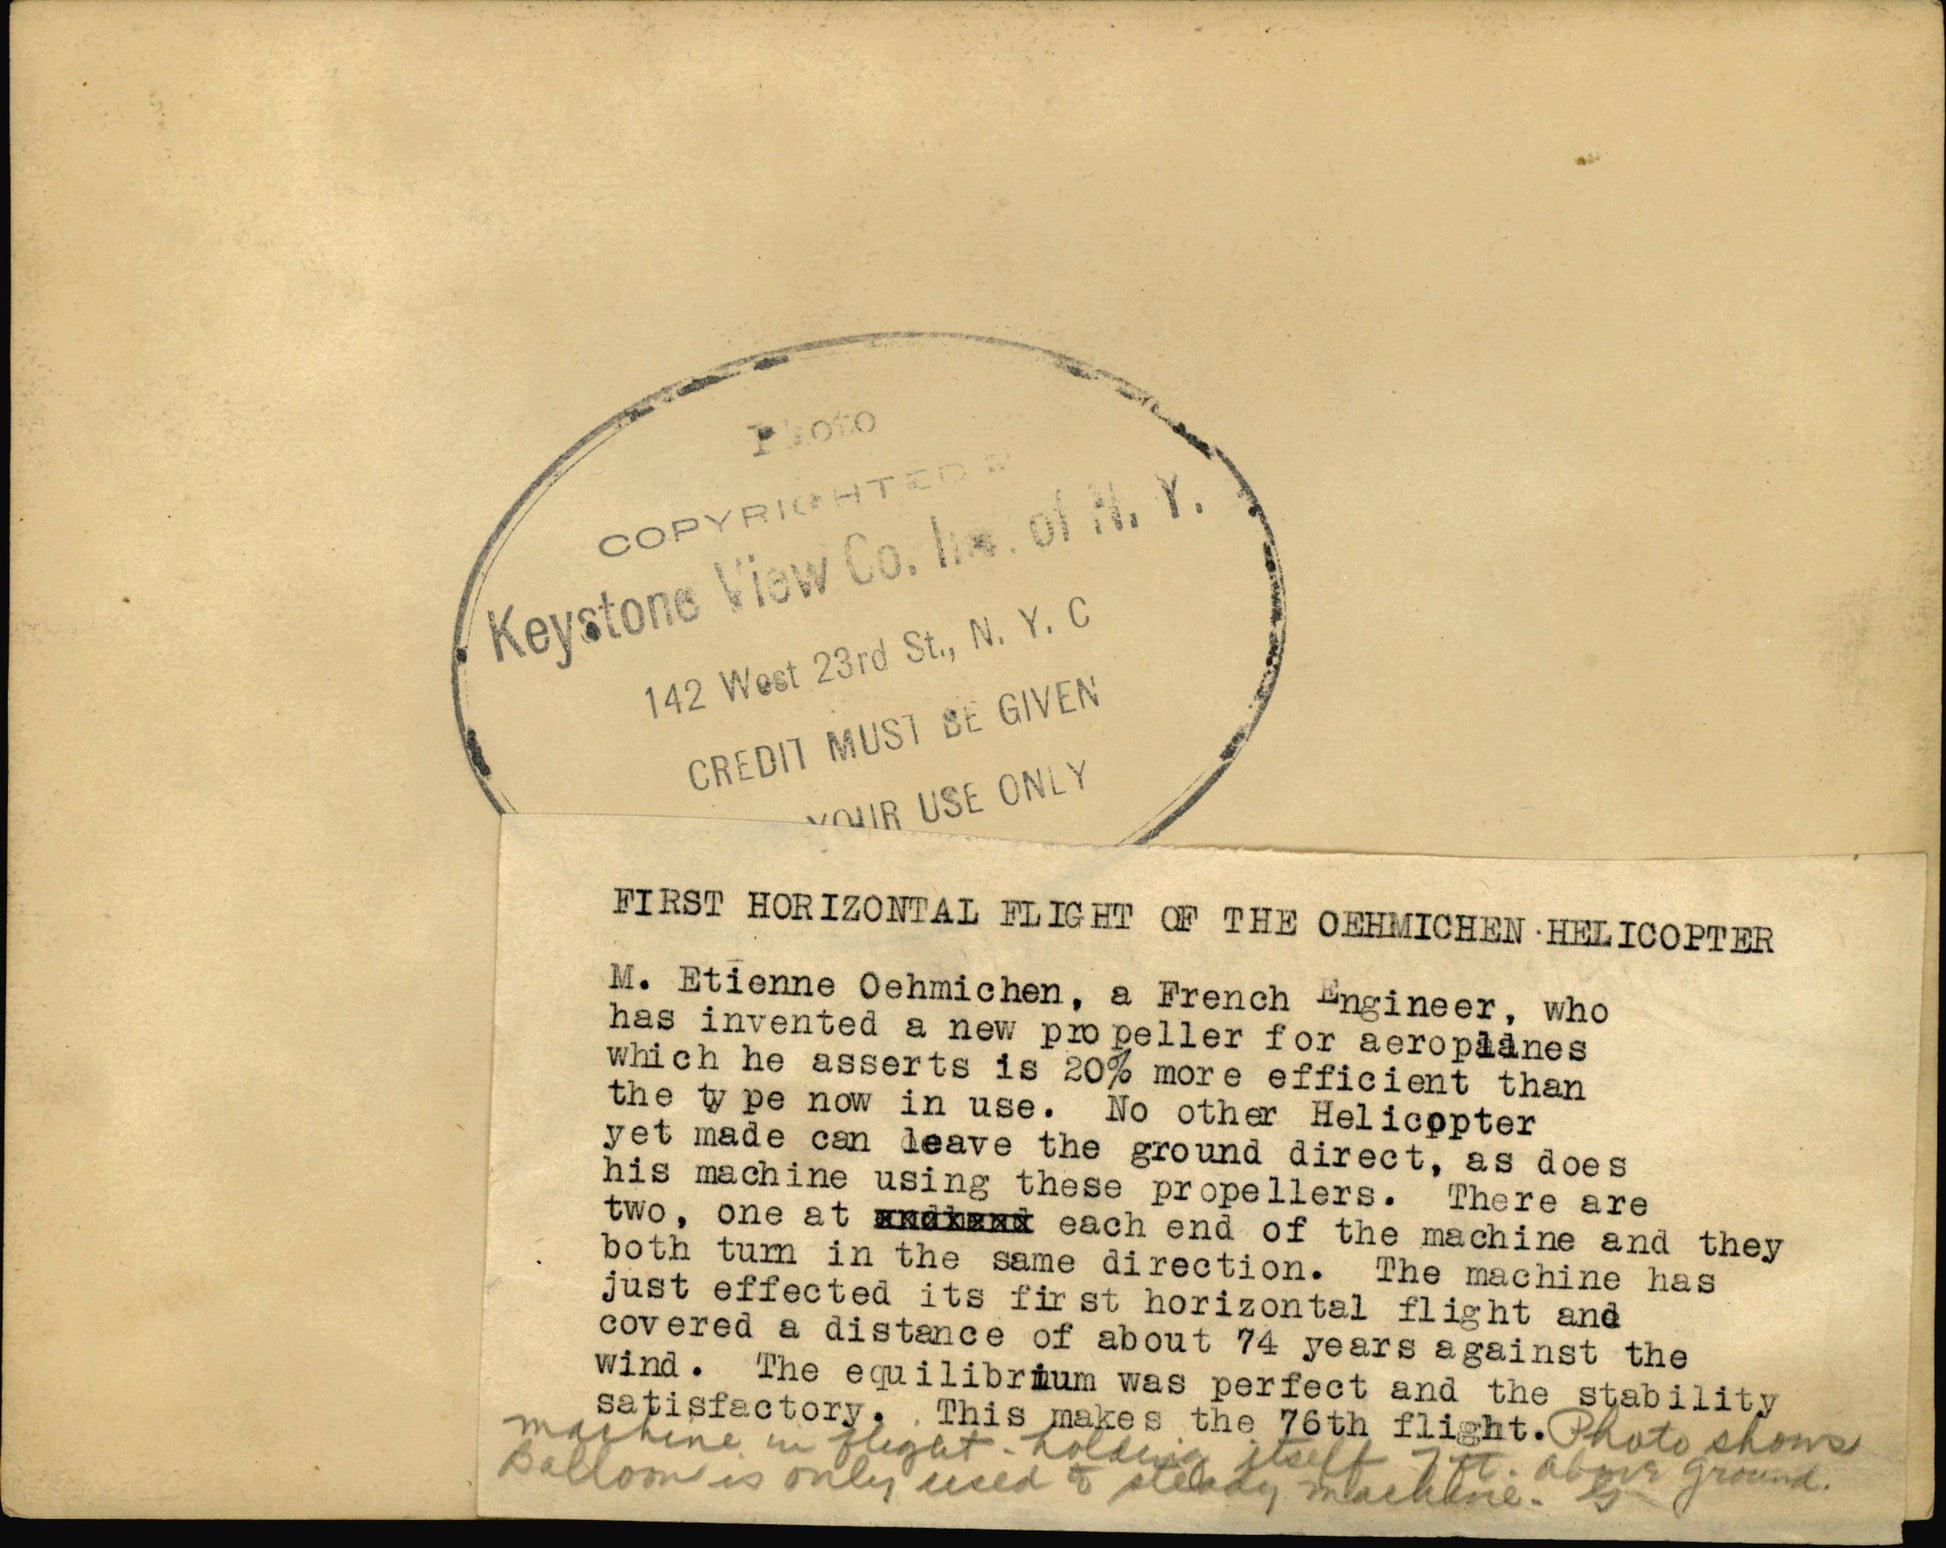 Photo
COPYRIGHTED B
Keystone View Co. Inc. of N. Y.
142 West 23rd St., N. Y. C
CREDIT MUST BE GIVEN
YOUR USE ONLY
FIRST HORIZONTAL FLIGHT OF THE OEHMICHEN HELICOPTER
M. Etienne Oehmichen, a French Engineer, who
has invented a new propeller for aeroplanes
which he asserts is 20% more efficient than
the type now in use. No other Helicopter
yet made can leave the ground direct, as does
his machine using these propellers. There are
two, one at each end of the machine and they
both turn in the same direction. The machine has
just effected its first horizontal flight and
covered a distance of about 74 years against the
wind. The equilibrium was perfect and the stability
satisfactory. This makes the 76th flight. Photo shows
machine in flight - holding itself 7 ft. above ground.
Balloon is only used to steady machine.